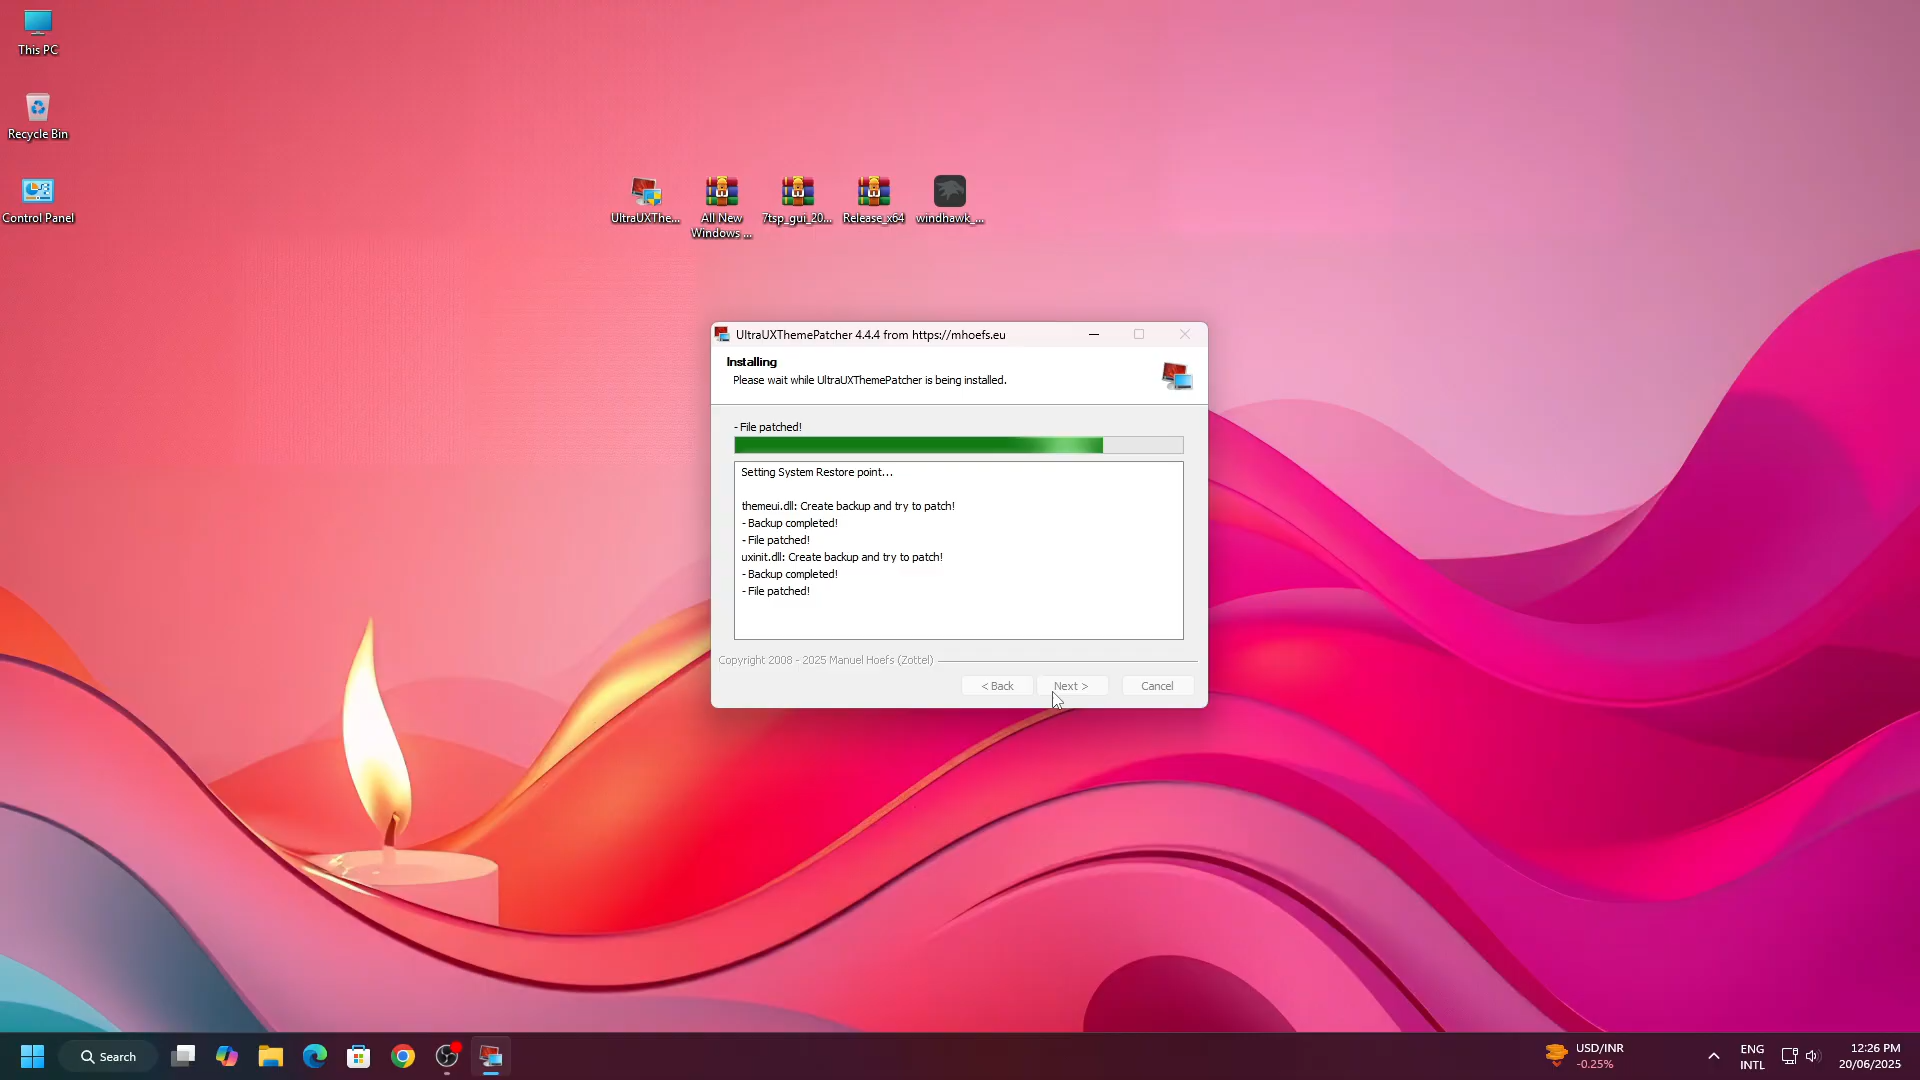 This PC
Recycle Bin
Control Panel
UltraUXThe...
All New
Windows ...
7tsp_gui_20...
Release_x64
windhawk_...
UltraUXThemePatcher 4.4.4 from https://mhoefs.eu
Installing
Please wait while UltraUXThemePatcher is being installed.
- File patched!
Setting System Restore point...
themeui.dll: Create backup and try to patch!
- Backup completed!
- File patched!
uxinit.dll: Create backup and try to patch!
- Backup completed!
- File patched!
Copyright 2008 - 2025 Manuel Hoefs (Zottel)
< Back
Next >
Cancel
Search
USD/INR
-0.25%
ENG
INTL
12:26 PM
20/06/2025